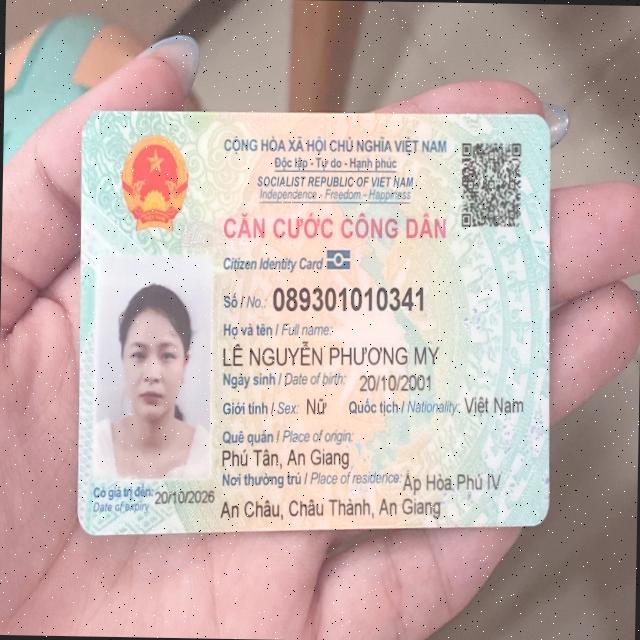 CỘNG HÒA XÃ HỘI CHỦ NGHĨA VIỆT NAM
Độc lập - Tự do - Hạnh phúc
SOCIALIST REPUBLIC OF VIET NAM
Independence - Freedom - Happiness
CĂN CƯỚC CÔNG DÂN
Citizen Identity Card
Số / No.: 089301010341
Họ và tên / Full name:
LÊ NGUYỄN PHƯƠNG MY
Ngày sinh / Date of birth: 20/10/2001
Giới tính / Sex: Nữ Quốc tịch / Nationality: Việt Nam
Quê quán / Place of origin:
Phú Tân, An Giang
Nơi thường trú / Place of residence: Ấp Hòa Phú IV
An Châu, Châu Thành, An Giang
Có giá trị đến: 20/10/2026
Date of expiry